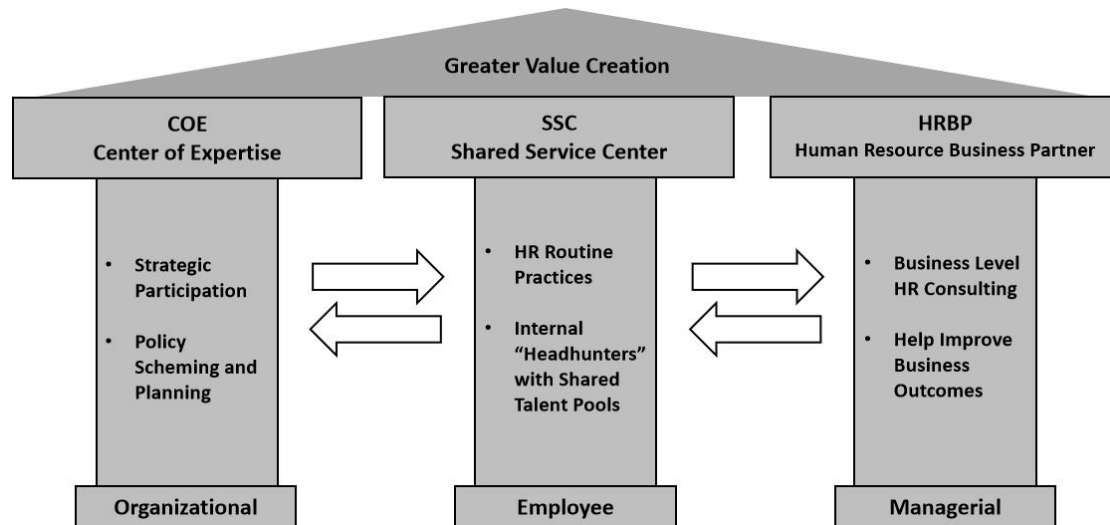 Greater Value Creation
COE
Center of Expertise
SSC
Shared Service Center
HRBP
Human Resource Business Partner
• Strategic
Participation
• Policy
Scheming and
Planning
• HR Routine
Practices
• Internal
“Headhunters”
with Shared
Talent Pools
• Business Level
HR Consulting
• Help Improve
Business
Outcomes
Organizational
Employee
Managerial